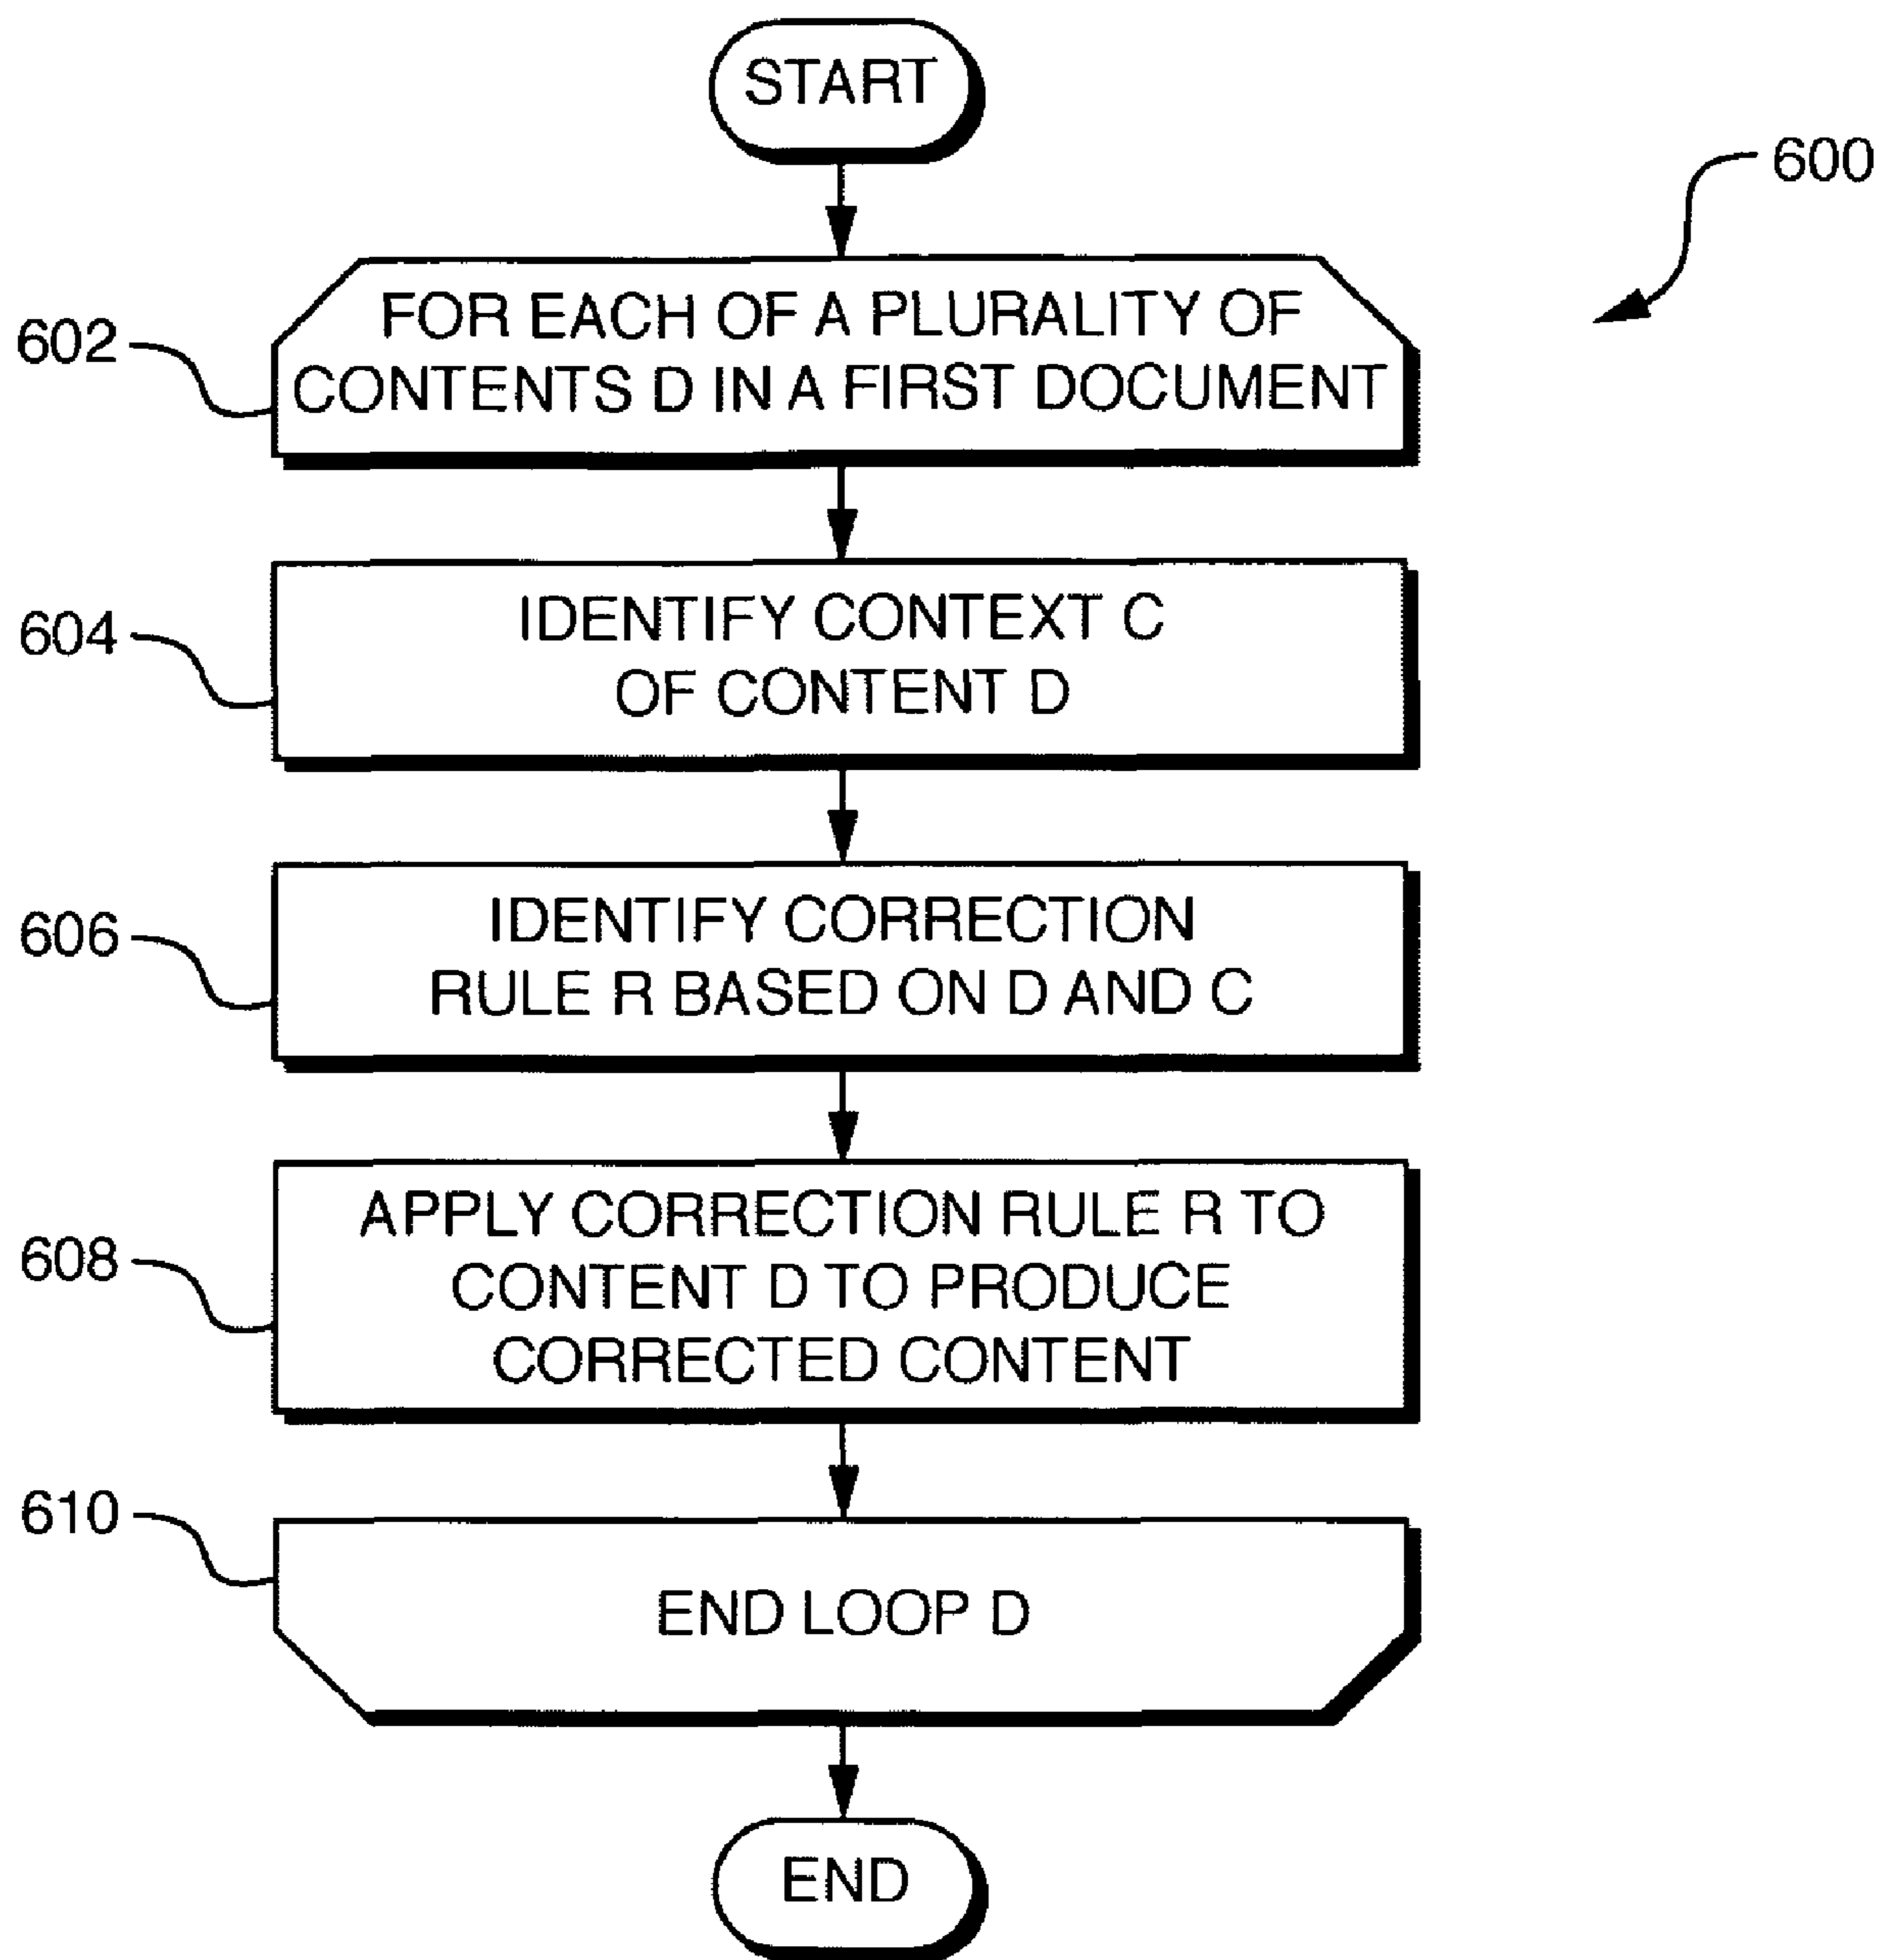 START
600
602
FOR EACH OF A PLURALITY OF
CONTENTS D IN A FIRST DOCUMENT
604
IDENTIFY CONTEXT C
OF CONTENT D
606
IDENTIFY CORRECTION
RULE R BASED ON D AND C
608
APPLY CORRECTION RULE R TO
CONTENT D TO PRODUCE
CORRECTED CONTENT
610
END LOOP D
END